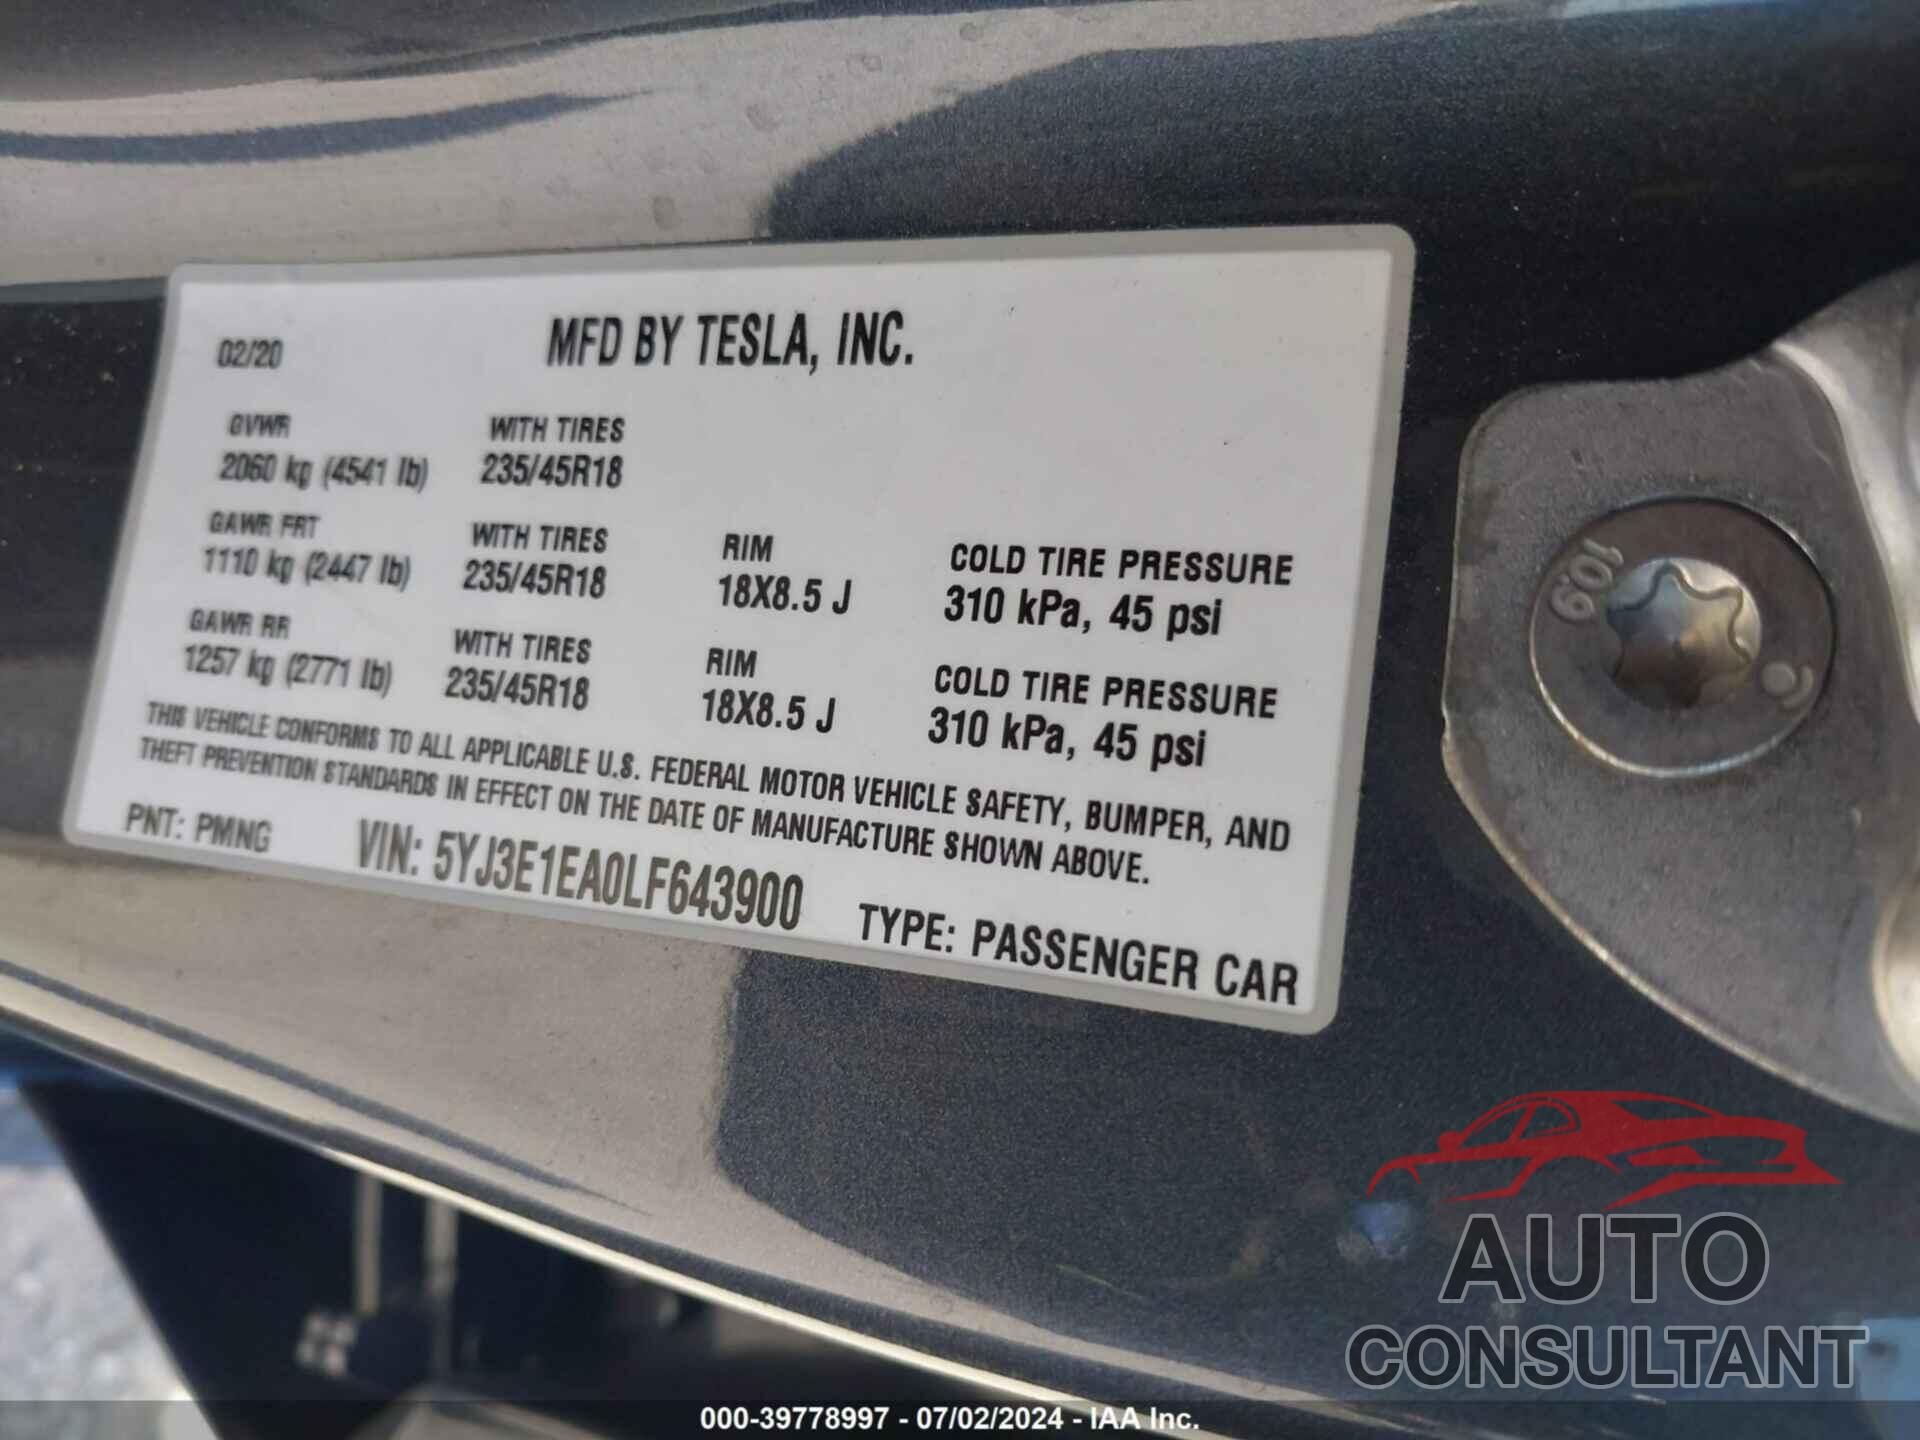 02/20
MFD BY TESLA, INC.
GVWR
WITH TIRES
2060 kg (4541 lb)
235/45R18
GAWR FRT
WITH TIRES
RIM
COLD TIRE PRESSURE
1110 kg (2447 lb)
235/45R18
18X8.5 J
310 kPa, 45 psi
GAWR RR
WITH TIRES
RIM
COLD TIRE PRESSURE
1257 kg (2771 lb)
235/45R18
18X8.5 J
310 kPa, 45 psi
THIS VEHICLE CONFORMS TO ALL APPLICABLE U.S. FEDERAL MOTOR VEHICLE SAFETY, BUMPER, AND
THEFT PREVENTION STANDARDS IN EFFECT ON THE DATE OF MANUFACTURE SHOWN ABOVE.
PNT: PMNG
VIN: 5YJ3E1EA0LF643900
TYPE: PASSENGER CAR
10.9
AUTO
CONSULTANT
000-39778997 - 07/02/2024 - IAA Inc.